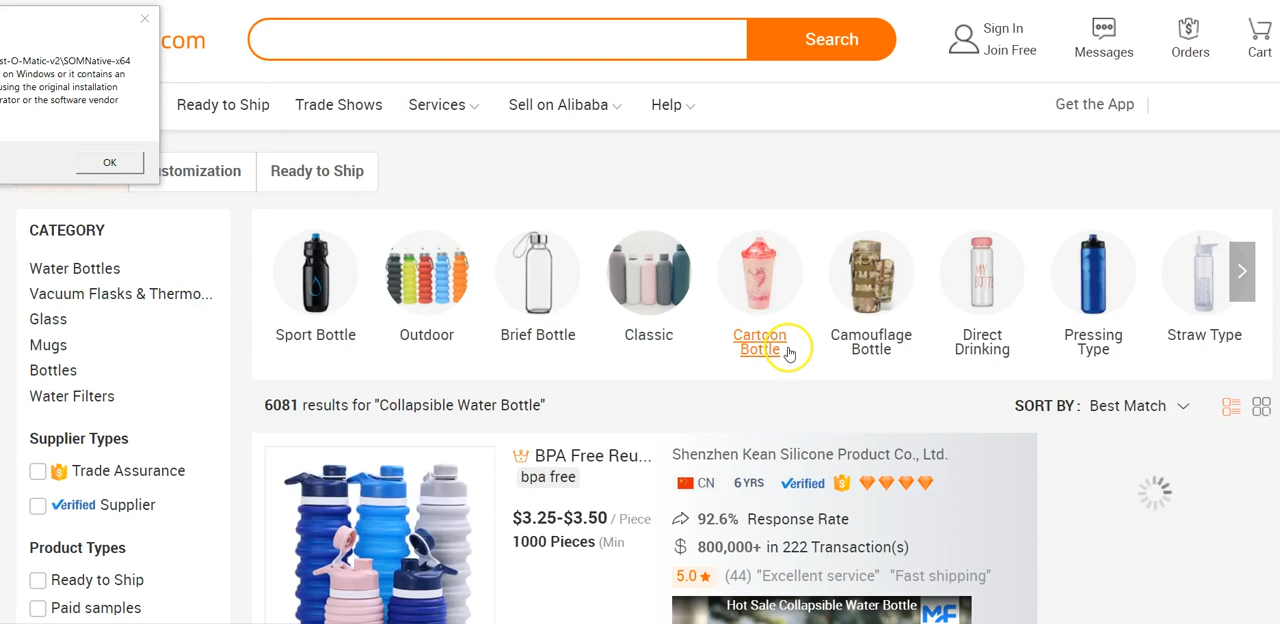 st-O-Matic-v2\SOMNative-x64
on Windows or it contains an
using the original installation
rator or the software vendor
OK
.com
Search
Sign In
Join Free
Messages
Orders
Cart
Ready to Ship
Trade Shows
Services
Sell on Alibaba
Help
Get the App
stomization
Ready to Ship
CATEGORY
Water Bottles
Vacuum Flasks & Thermo...
Glass
Mugs
Bottles
Water Filters
Supplier Types
Trade Assurance
Verified Supplier
Product Types
Ready to Ship
Paid samples
Sport Bottle
Outdoor
Brief Bottle
Classic
Cartoon
Bottle
Camouflage
Bottle
Direct
Drinking
Pressing
Type
Straw Type
6081 results for "Collapsible Water Bottle"
SORT BY : Best Match
BPA Free Reu...
bpa free
$3.25-$3.50 / Piece
1000 Pieces (Min
Shenzhen Kean Silicone Product Co., Ltd.
CN 6 YRS Verified
92.6% Response Rate
$ 800,000+ in 222 Transaction(s)
5.0 (44) "Excellent service" "Fast shipping"
Hot Sale Collapsible Water Bottle
MF